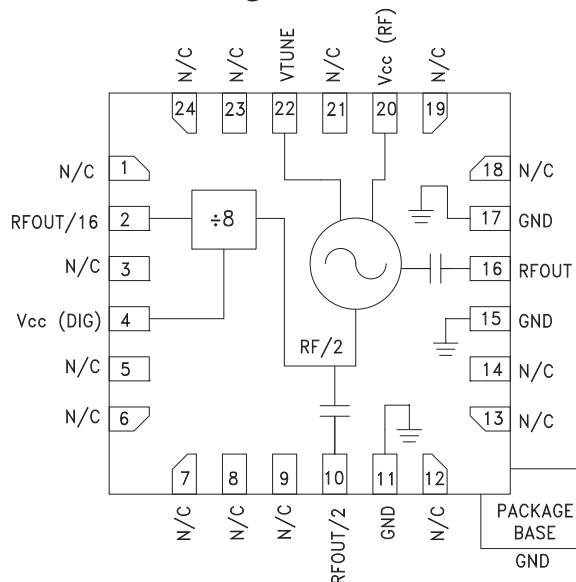 N/C
N/C
VTUNE
N/C
Vcc (RF)
N/C
24
23
22
21
20
19
N/C 1
RFOUT/16 2
N/C 3
Vcc (DIG) 4
N/C 5
N/C 6
÷8
RF/2
18 N/C
17 GND
16 RFOUT
15 GND
14 N/C
13 N/C
7
8
9
10
11
12
N/C
N/C
N/C
RFOUT/2
GND
N/C
PACKAGE
BASE
GND